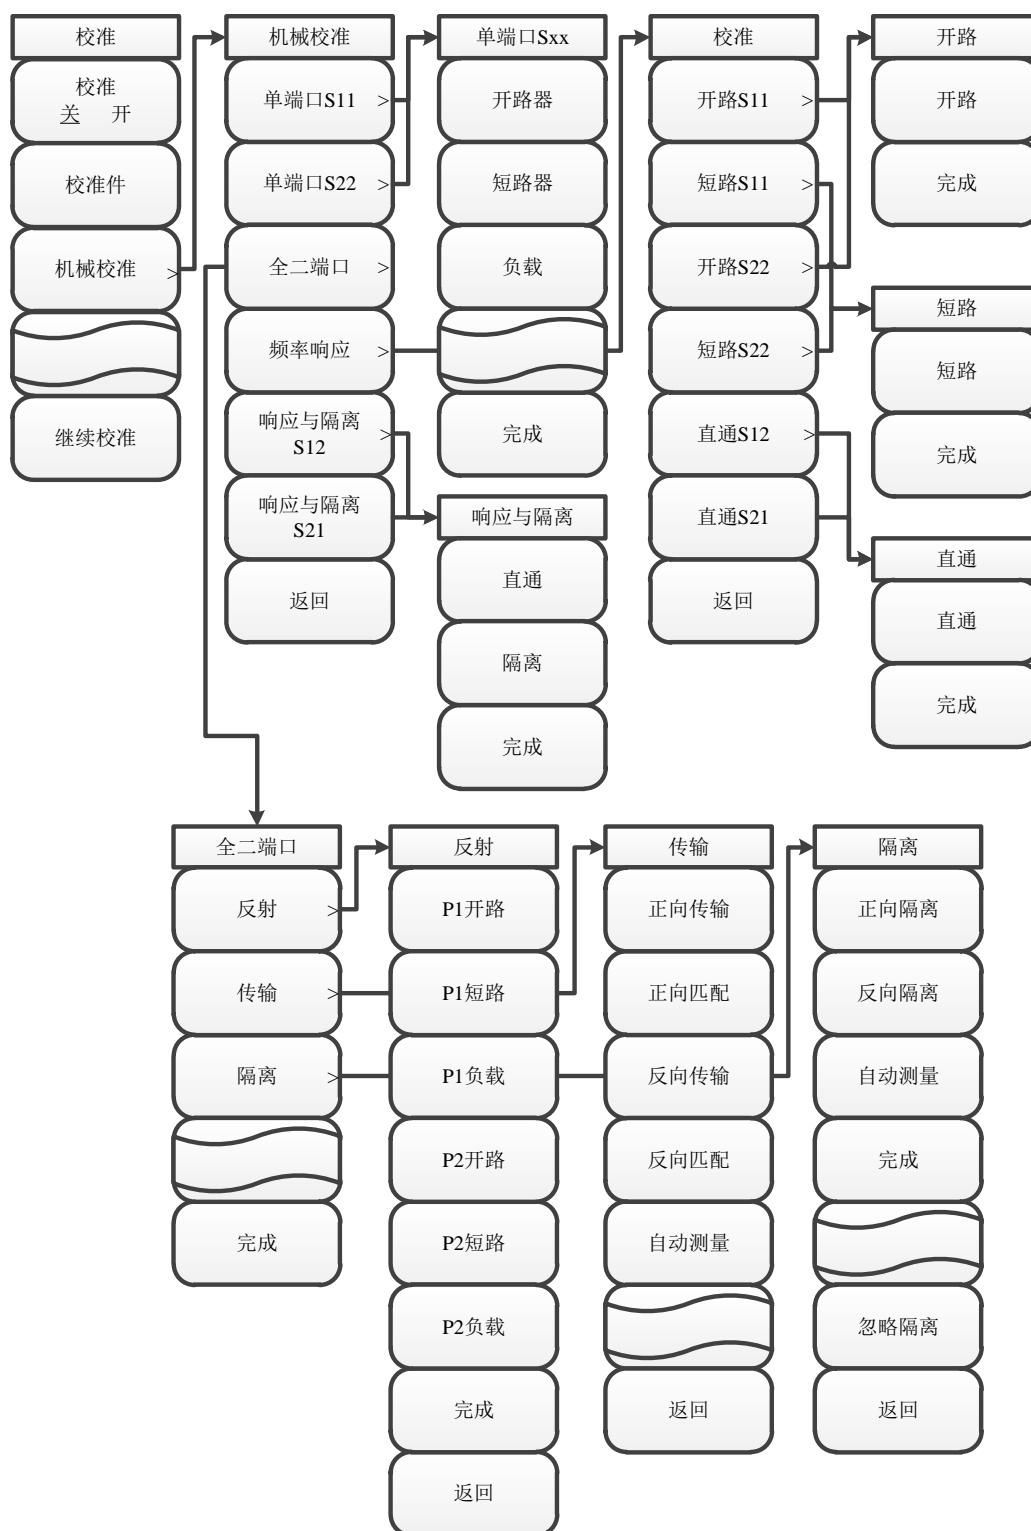 校准
校准
关 开
校准件
机械校准
>
继续校准
机械校准
单端口S11 >
单端口S22 >
全二端口 >
频率响应 >
响应与隔离
S12
>
响应与隔离
S21
返回
单端口Sxx
开路器
短路器
负载
完成
响应与隔离
直通
隔离
完成
校准
开路S11 >
短路S11 >
开路S22 >
短路S22 >
直通S12 >
直通S21
返回
开路
开路
完成
短路
短路
完成
直通
直通
完成
全二端口
反射 >
传输 >
隔离 >
完成
反射
P1开路
P1短路
P1负载
P2开路
P2短路
P2负载
完成
返回
传输
正向传输
正向匹配
反向传输
反向匹配
自动测量
返回
隔离
正向隔离
反向隔离
自动测量
完成
忽略隔离
返回